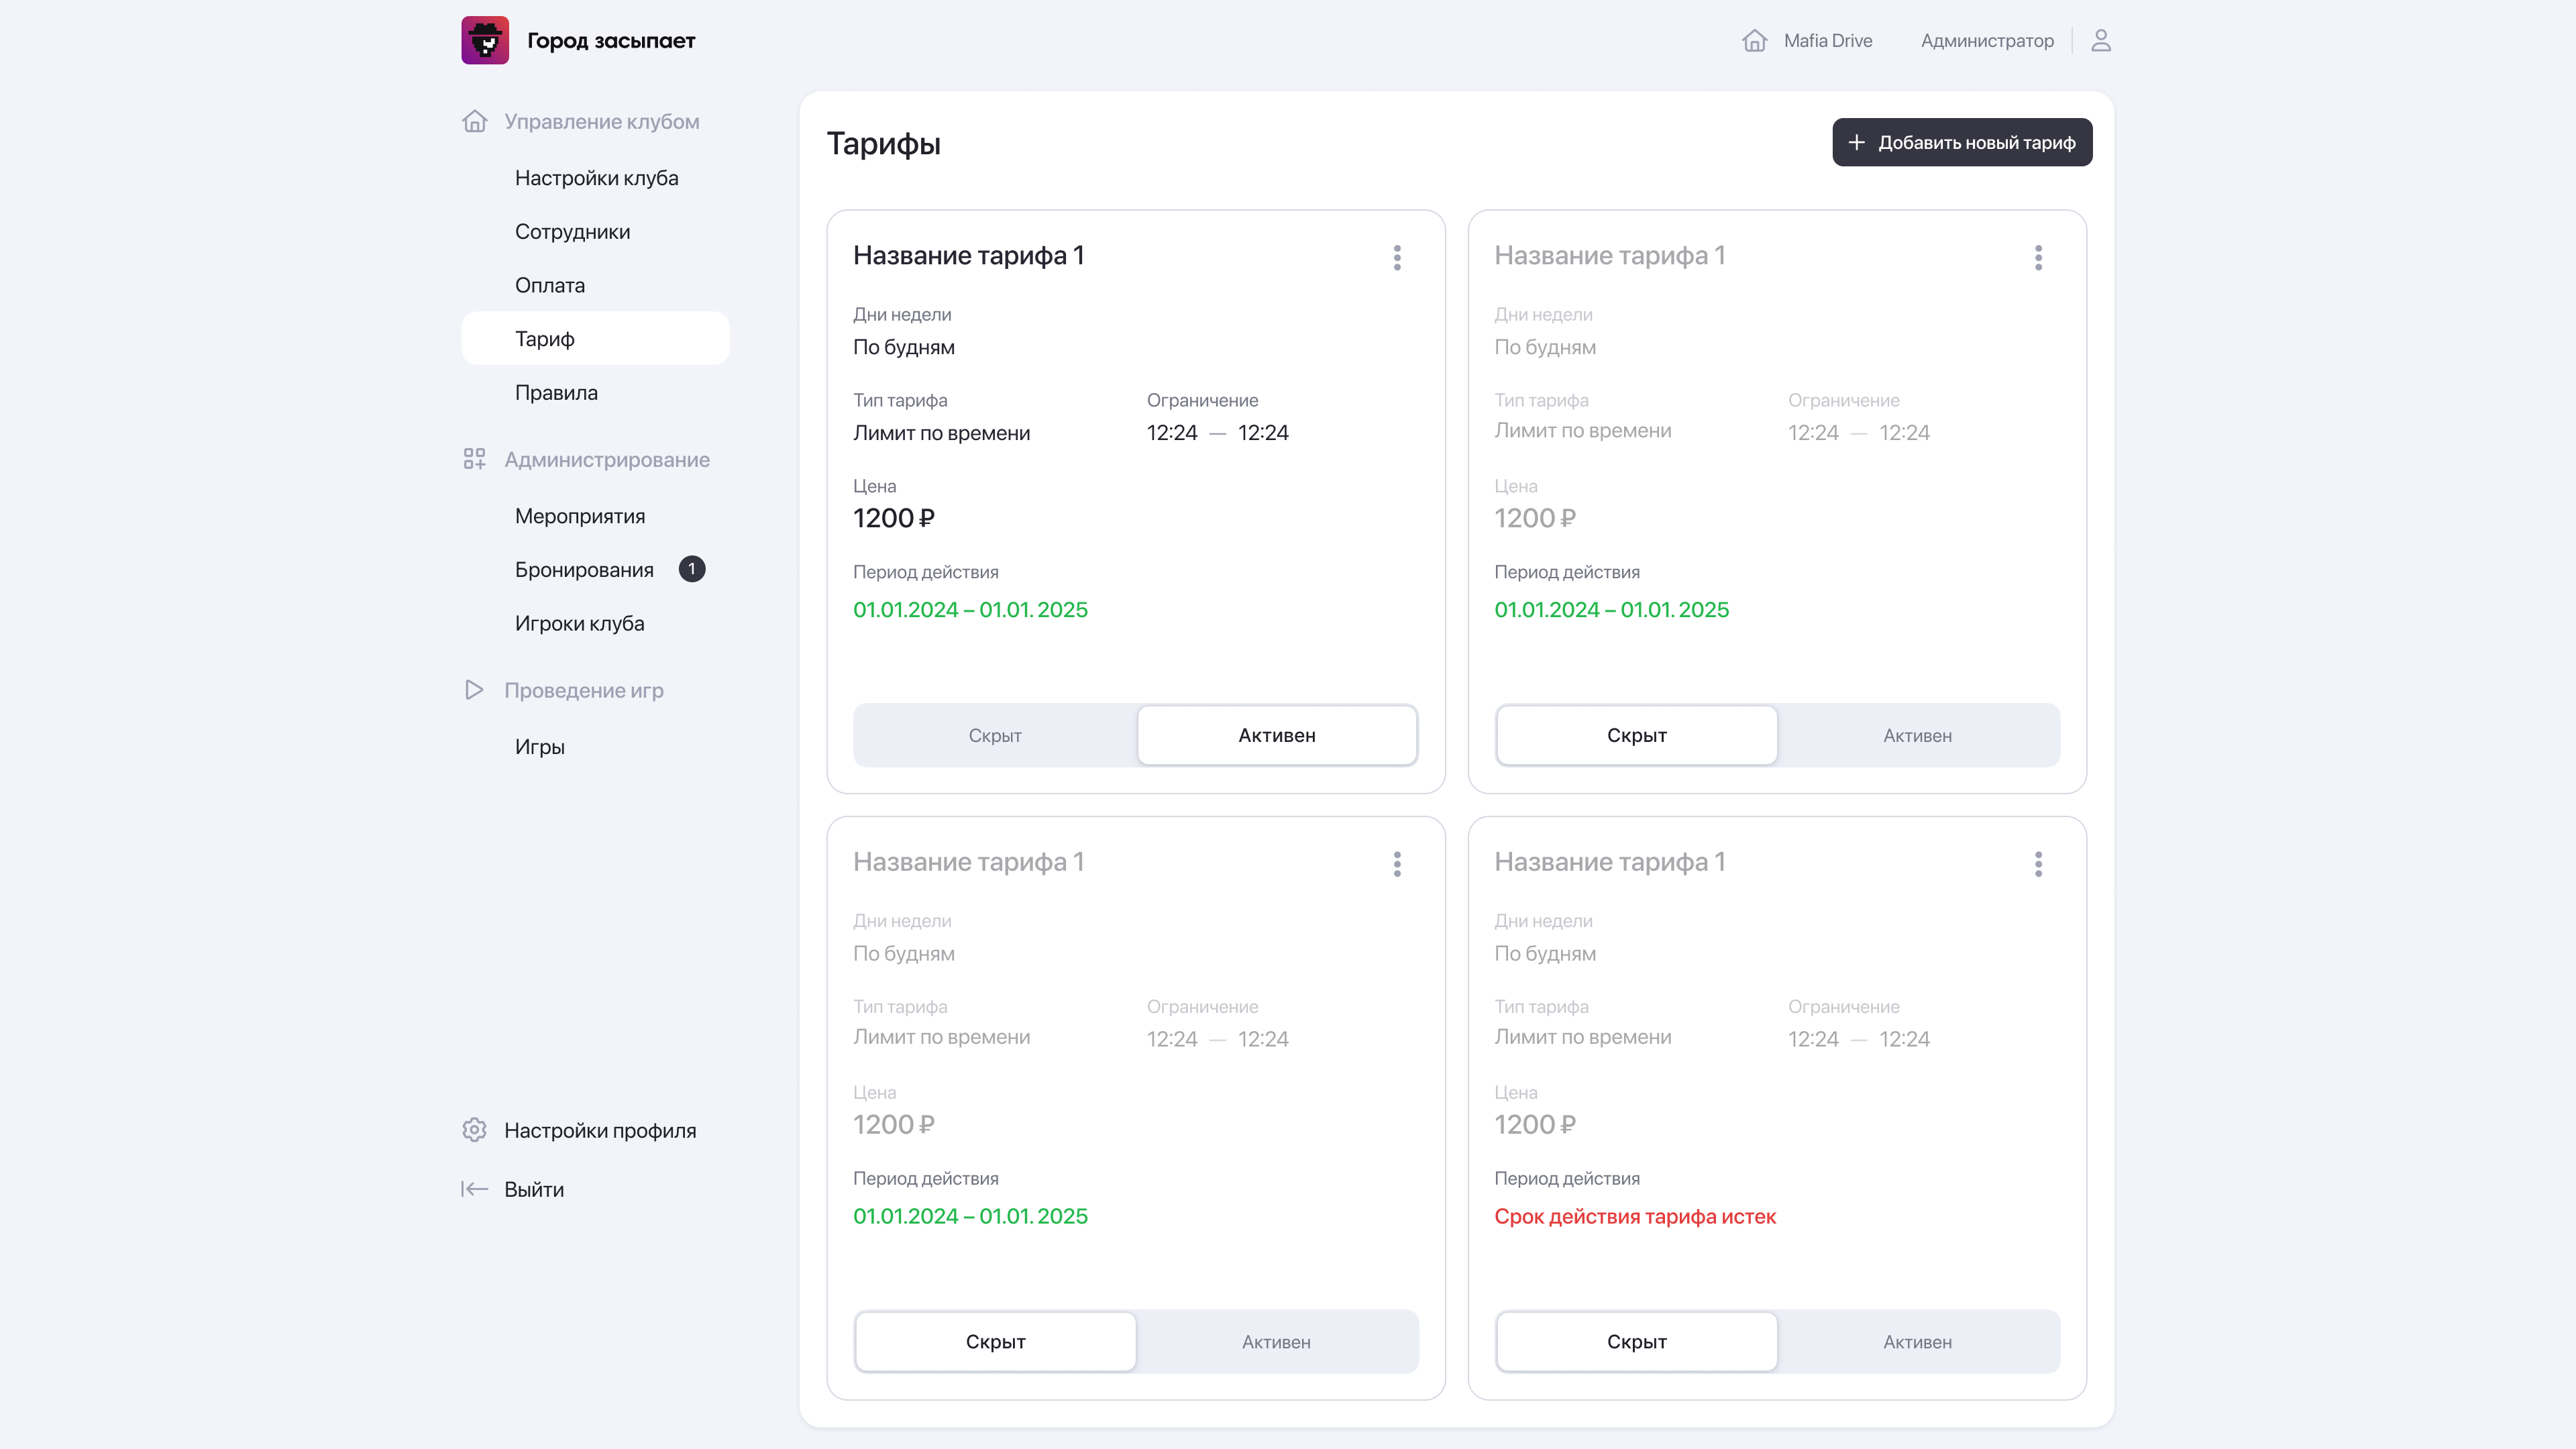 Город засыпает
Mafia Drive
Администратор
Управление клубом
Настройки клуба
Сотрудники
Оплата
Тариф
Правила
Администрирование
Мероприятия
Бронирования 1
Игроки клуба
Проведение игр
Игры
Настройки профиля
Выйти
Тарифы
Добавить новый тариф
Название тарифа 1
Дни недели
По будням
Тип тарифа
Лимит по времени
Ограничение
12:24 — 12:24
Цена
1200 ₽
Период действия
01.01.2024 – 01.01. 2025
Скрыт
Активен
Название тарифа 1
Дни недели
По будням
Тип тарифа
Лимит по времени
Ограничение
12:24 — 12:24
Цена
1200 ₽
Период действия
01.01.2024 – 01.01. 2025
Скрыт
Активен
Название тарифа 1
Дни недели
По будням
Тип тарифа
Лимит по времени
Ограничение
12:24 — 12:24
Цена
1200 ₽
Период действия
01.01.2024 – 01.01. 2025
Скрыт
Активен
Название тарифа 1
Дни недели
По будням
Тип тарифа
Лимит по времени
Ограничение
12:24 — 12:24
Цена
1200 ₽
Период действия
Срок действия тарифа истек
Скрыт
Активен